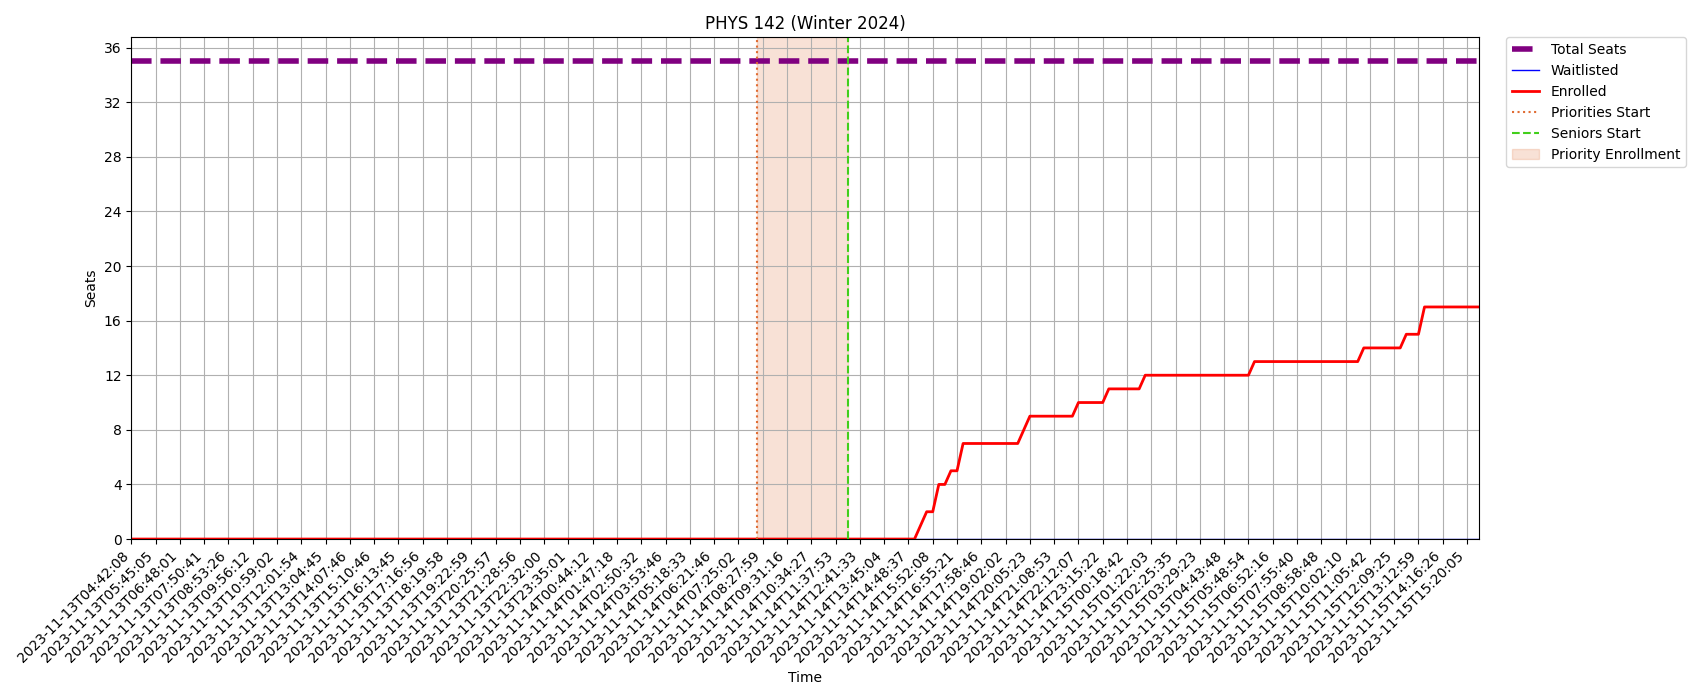 PHYS 142 (Winter 2024)
Total Seats
Waitlisted
Enrolled
Priorities Start
Seniors Start
Priority Enrollment
Seats
36
32
28
24
20
16
12
8
4
0
2023-11-13T04:42:08
2023-11-13T05:45:05
2023-11-13T06:48:01
2023-11-13T07:50:41
2023-11-13T08:53:26
2023-11-13T09:56:12
2023-11-13T10:59:02
2023-11-13T12:01:54
2023-11-13T13:04:45
2023-11-13T14:07:46
2023-11-13T15:10:46
2023-11-13T16:13:45
2023-11-13T17:16:56
2023-11-13T18:19:58
2023-11-13T19:22:59
2023-11-13T20:25:57
2023-11-13T21:28:56
2023-11-13T22:32:00
2023-11-13T23:35:01
2023-11-14T00:44:12
2023-11-14T01:47:18
2023-11-14T02:50:32
2023-11-14T03:53:46
2023-11-14T05:18:33
2023-11-14T06:21:46
2023-11-14T07:25:02
2023-11-14T08:27:59
2023-11-14T09:31:16
2023-11-14T10:34:27
2023-11-14T11:37:53
2023-11-14T12:41:33
2023-11-14T13:45:04
2023-11-14T14:48:37
2023-11-14T15:52:08
2023-11-14T16:55:21
2023-11-14T17:58:46
2023-11-14T19:02:02
2023-11-14T20:05:23
2023-11-14T21:08:53
2023-11-14T22:12:07
2023-11-14T23:15:22
2023-11-15T00:18:42
2023-11-15T01:22:03
2023-11-15T02:25:35
2023-11-15T03:29:23
2023-11-15T04:43:48
2023-11-15T05:48:54
2023-11-15T06:52:16
2023-11-15T07:55:40
2023-11-15T08:58:48
2023-11-15T10:02:10
2023-11-15T11:05:42
2023-11-15T12:09:25
2023-11-15T13:12:59
2023-11-15T14:16:26
2023-11-15T15:20:05
Time